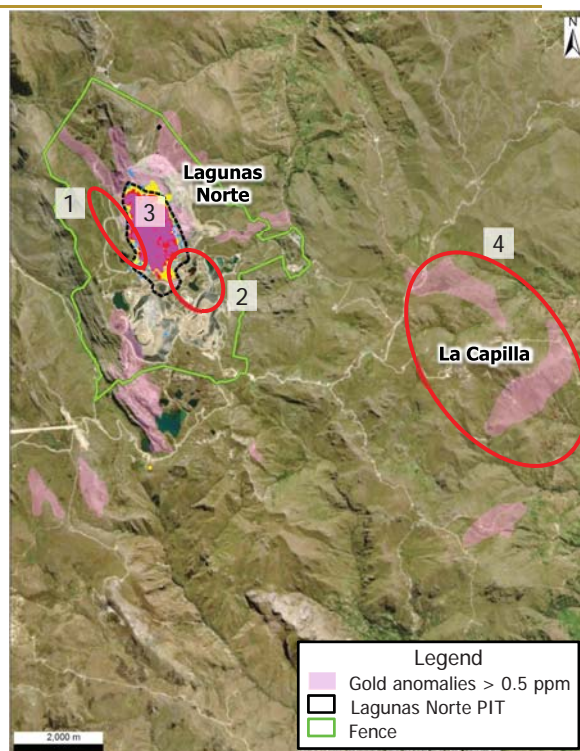 N
Lagunas
Norte
1
3
2
4
La Capilla
Legend
Gold anomalies > 0.5 ppm
Lagunas Norte PIT
Fence
2,000 m